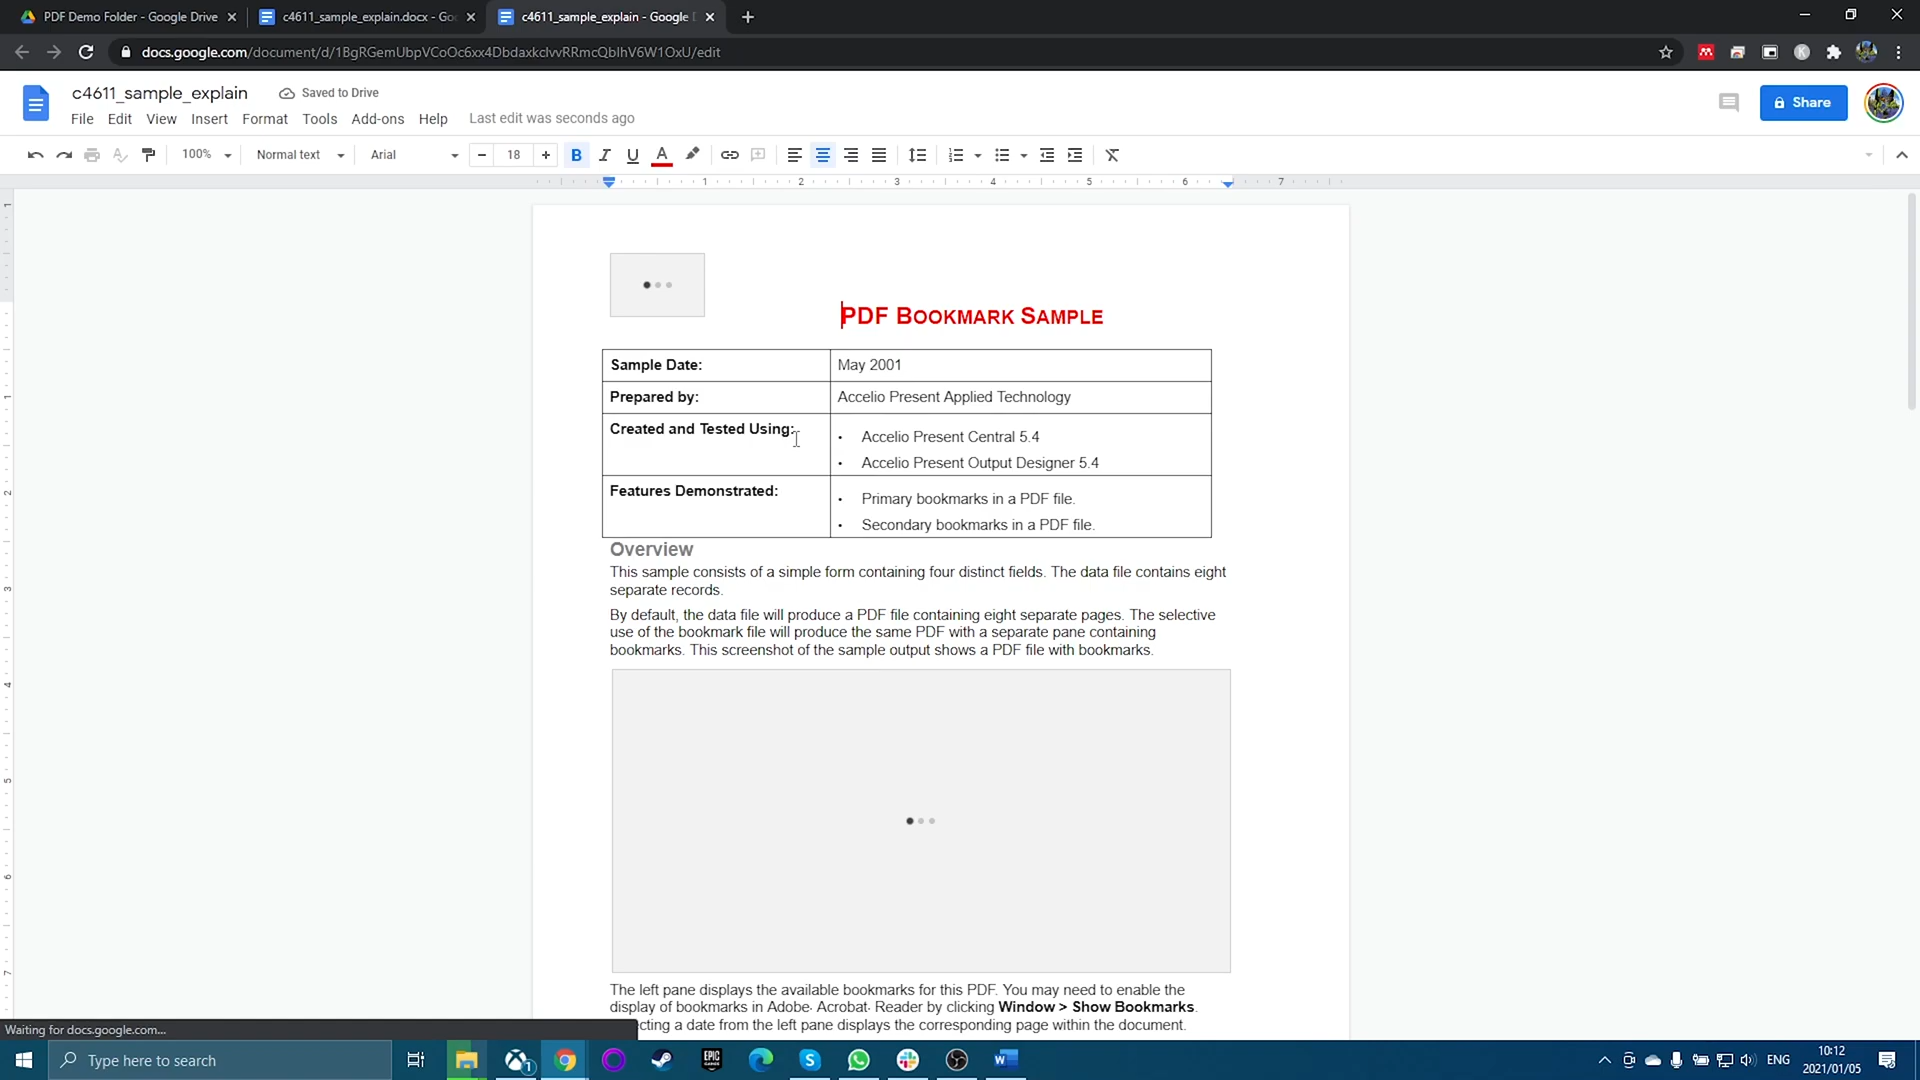 PDF Demo Folder - Google Drive
c4611_sample_explain.docx - Go
c4611_sample_explain - Google
docs.google.com/document/d/1BgRGemUbpVCoOc6xx4DbdaxkclvvRRmcQbIhV6W1OxU/edit
c4611_sample_explain
Saved to Drive
Share
File Edit View Insert Format Tools Add-ons Help Last edit was seconds ago
100% Normal text Arial 18
1 1 2 3 4 5 6 7
PDF BOOKMARK SAMPLE
Sample Date: May 2001
Prepared by: Accelio Present Applied Technology
Created and Tested Using:
• Accelio Present Central 5.4
• Accelio Present Output Designer 5.4
Features Demonstrated:
• Primary bookmarks in a PDF file.
• Secondary bookmarks in a PDF file.
Overview
This sample consists of a simple form containing four distinct fields. The data file contains eight
separate records.
By default, the data file will produce a PDF file containing eight separate pages. The selective
use of the bookmark file will produce the same PDF with a separate pane containing
bookmarks. This screenshot of the sample output shows a PDF file with bookmarks.
The left pane displays the available bookmarks for this PDF. You may need to enable the
display of bookmarks in Adobe Acrobat Reader by clicking Window > Show Bookmarks.
ecting a date from the left pane displays the corresponding page within the document.
Waiting for docs.google.com...
Type here to search
EPIC
ENG
10:12
2021/01/05